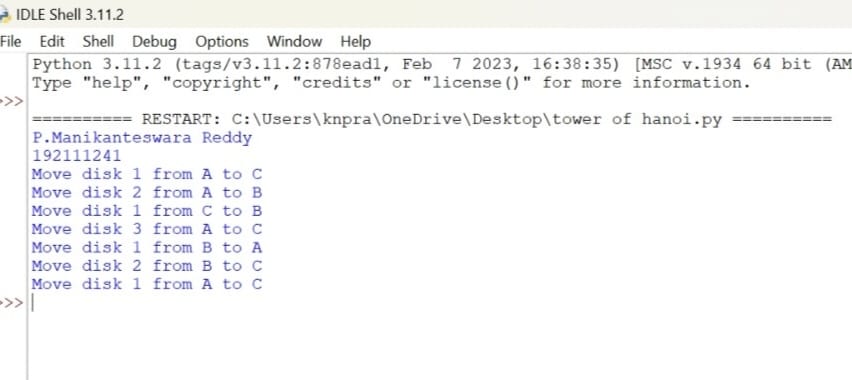 IDLE Shell 3.11.2
File Edit Shell Debug Options Window Help
Python 3.11.2 (tags/v3.11.2:878ead1, Feb  7 2023, 16:38:35) [MSC v.1934 64 bit (AM
Type "help", "copyright", "credits" or "license()" for more information.
>>>
========== RESTART: C:\Users\knpra\OneDrive\Desktop\tower of hanoi.py ==========
P.Manikanteswara Reddy
192111241
Move disk 1 from A to C
Move disk 2 from A to B
Move disk 1 from C to B
Move disk 3 from A to C
Move disk 1 from B to A
Move disk 2 from B to C
Move disk 1 from A to C
>>>